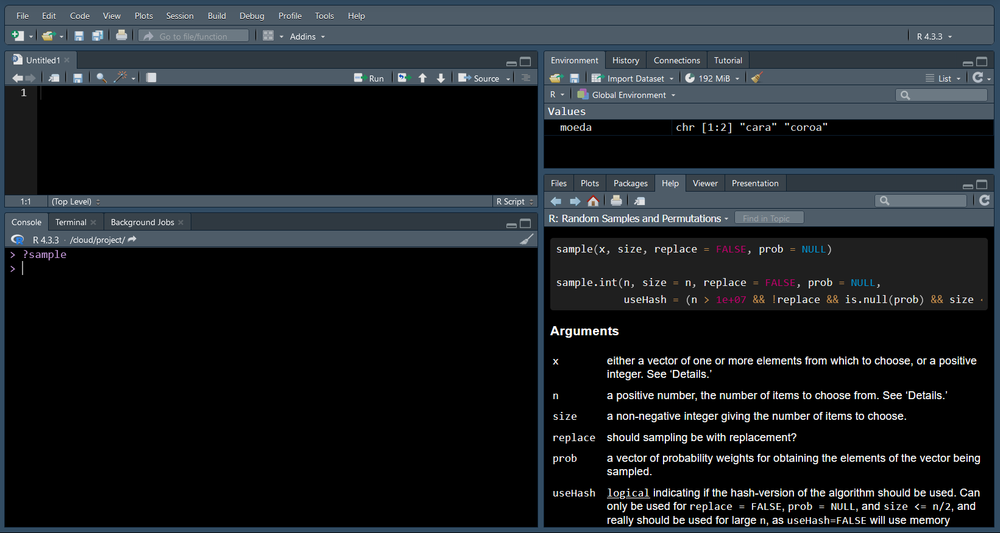 File Edit Code View Plots Session Build Debug Profile Tools Help
Go to file/function Addins R 4.3.3
Untitled1
Run Source
1
1:1 (Top Level) R Script
Console Terminal Background Jobs
R 4.3.3 · /cloud/project/
> ?sample
>
Environment History Connections Tutorial
Import Dataset 192 MiB List
R Global Environment
Values
moeda chr [1:2] "cara" "coroa"
Files Plots Packages Help Viewer Presentation
R: Random Samples and Permutations Find in Topic
sample(x, size, replace = FALSE, prob = NULL)
sample.int(n, size = n, replace = FALSE, prob = NULL,
useHash = (n > 1e+07 && !replace && is.null(prob) && size
Arguments
x either a vector of one or more elements from which to choose, or a positive
integer. See ‘Details.’
n a positive number, the number of items to choose from. See ‘Details.’
size a non-negative integer giving the number of items to choose.
replace should sampling be with replacement?
prob a vector of probability weights for obtaining the elements of the vector being
sampled.
useHash logical indicating if the hash-version of the algorithm should be used. Can
only be used for replace = FALSE, prob = NULL, and size <= n/2, and
really should be used for large n, as useHash=FALSE will use memory